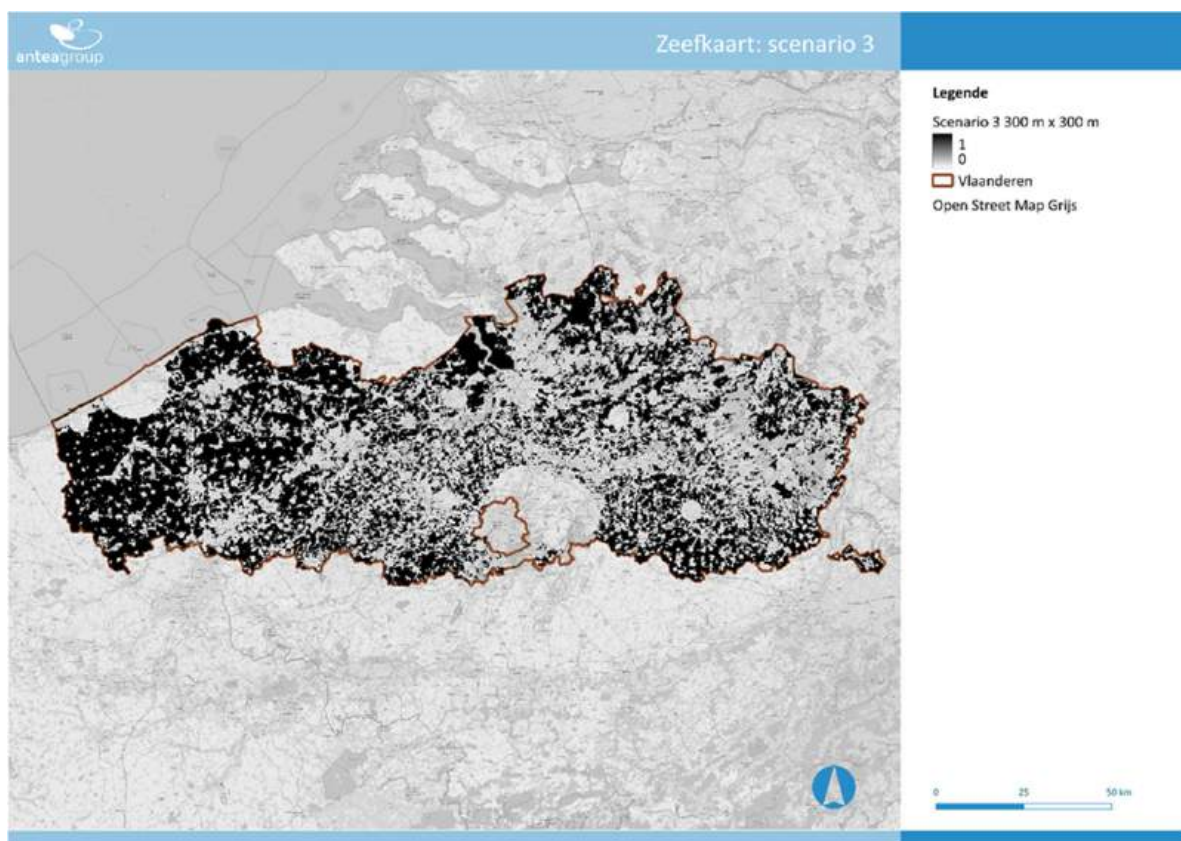 anteagroup
Zeefkaart: scenario 3
Legende
Scenario 3 300 m x 300 m
1
0
Vlaanderen
Open Street Map Grijs
0 25 50 km